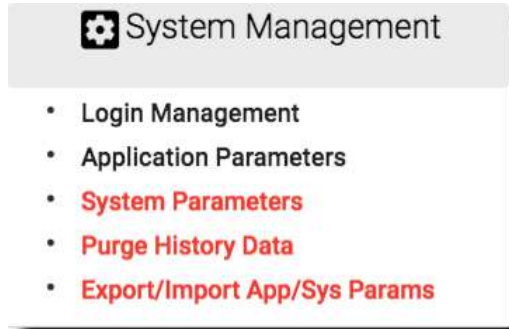 System Management
Login Management
Application Parameters
System Parameters
Purge History Data
Export/Import App/Sys Params